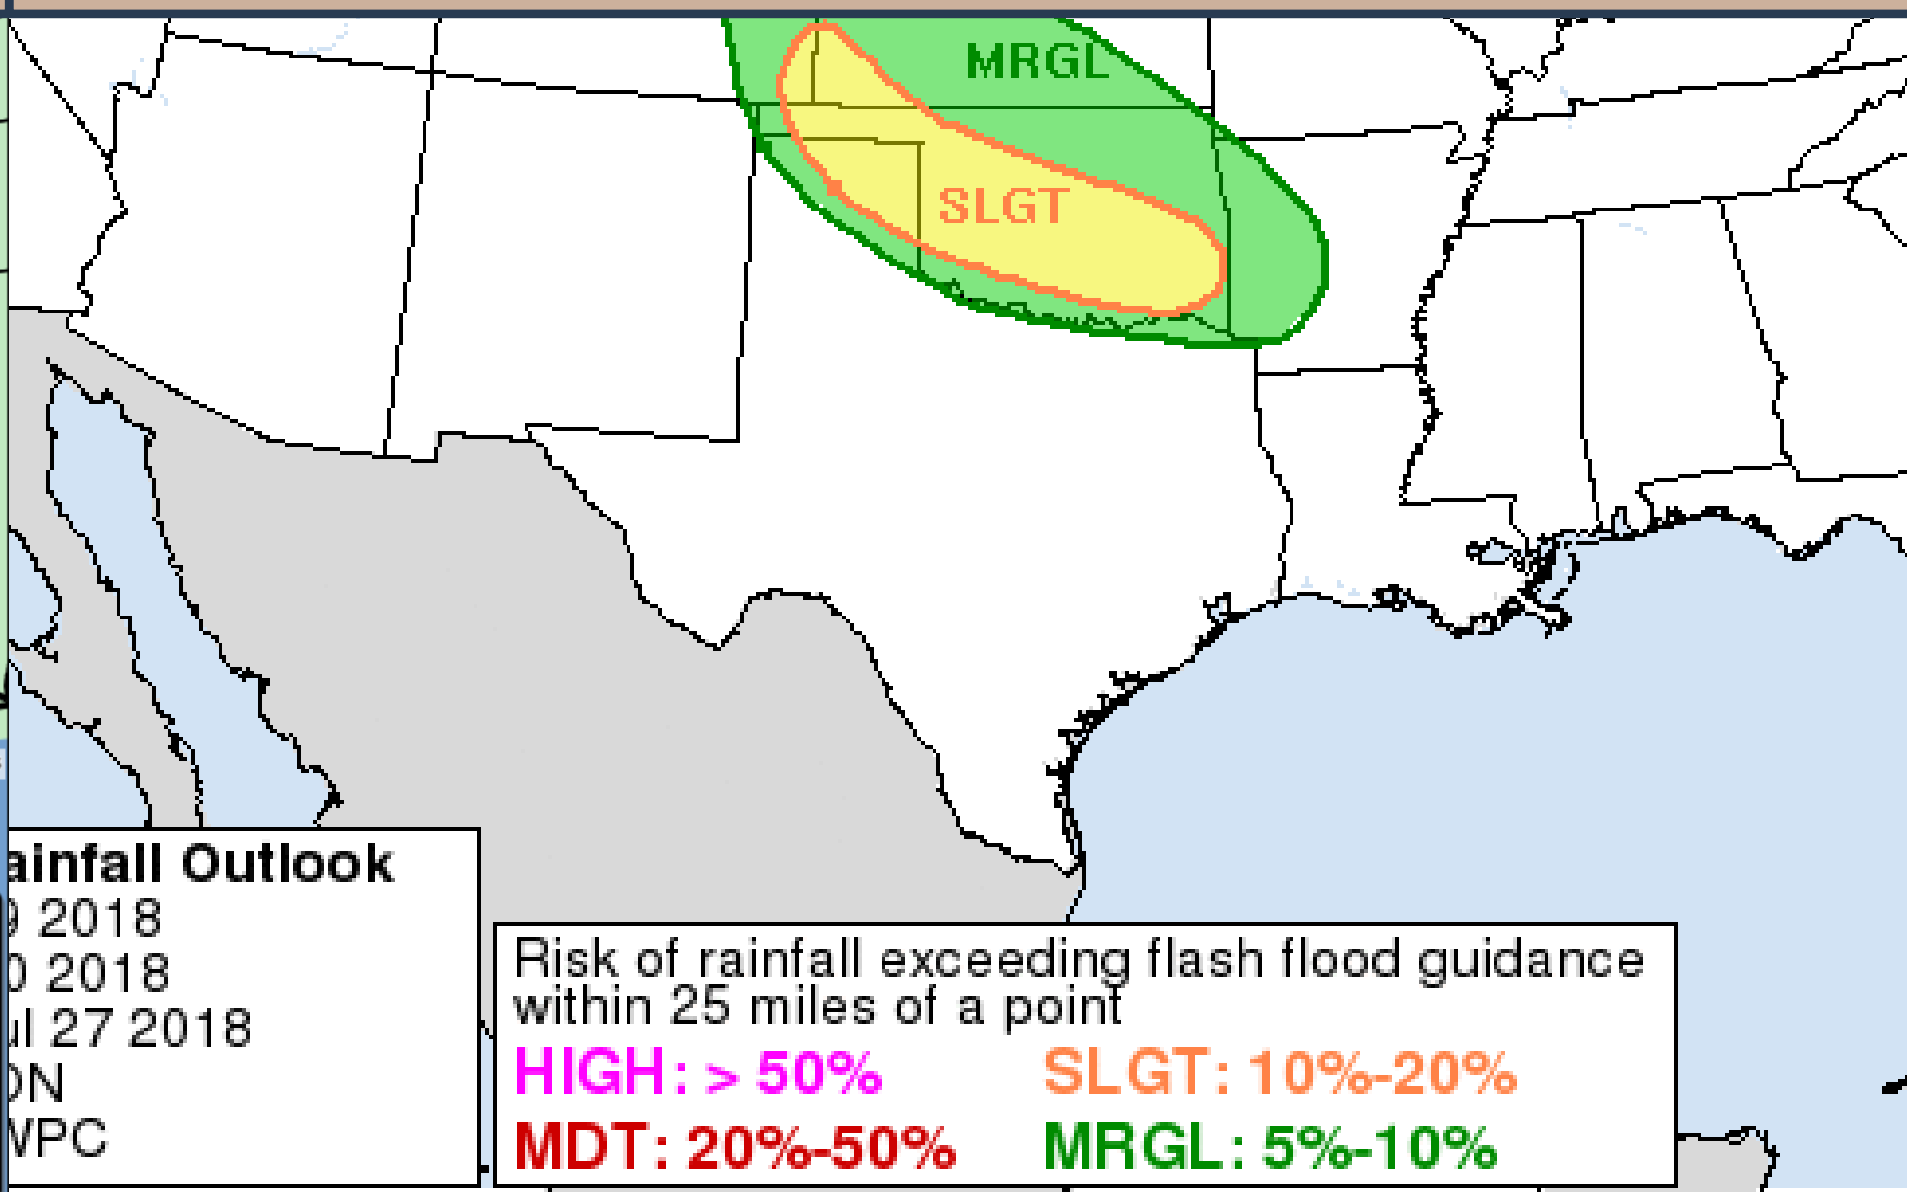 MRGL
SLGT
ainfall Outlook
9 2018
0 2018
ul 27 2018
ON
WPC
Risk of rainfall exceeding flash flood guidance
within 25 miles of a point
HIGH: > 50% SLGT: 10%-20%
MDT: 20%-50% MRGL: 5%-10%